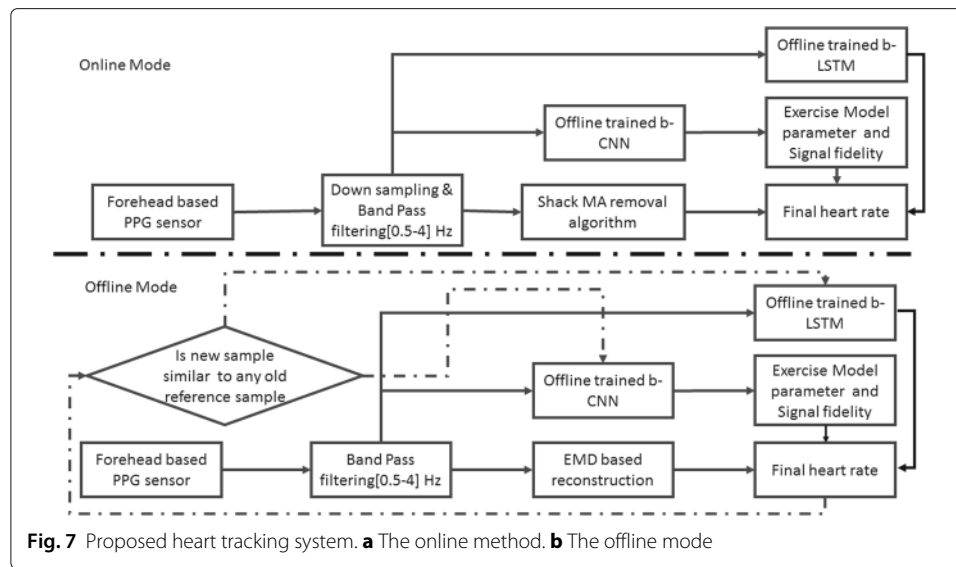 Online Mode
Offline trained b-
LSTM
Offline trained b-
CNN
Exercise Model
parameter and
Signal fidelity
Forehead based
PPG sensor
Down sampling &
Band Pass
filtering[0.5-4] Hz
Shack MA removal
algorithm
Final heart rate
Offline Mode
Offline trained b-
LSTM
Is new sample
similar to any old
reference sample
Offline trained b-
CNN
Exercise Model
parameter and
Signal fidelity
Forehead based
PPG sensor
Band Pass
filtering[0.5-4] Hz
EMD based
reconstruction
Final heart rate
Fig. 7 Proposed heart tracking system. a The online method. b The offline mode